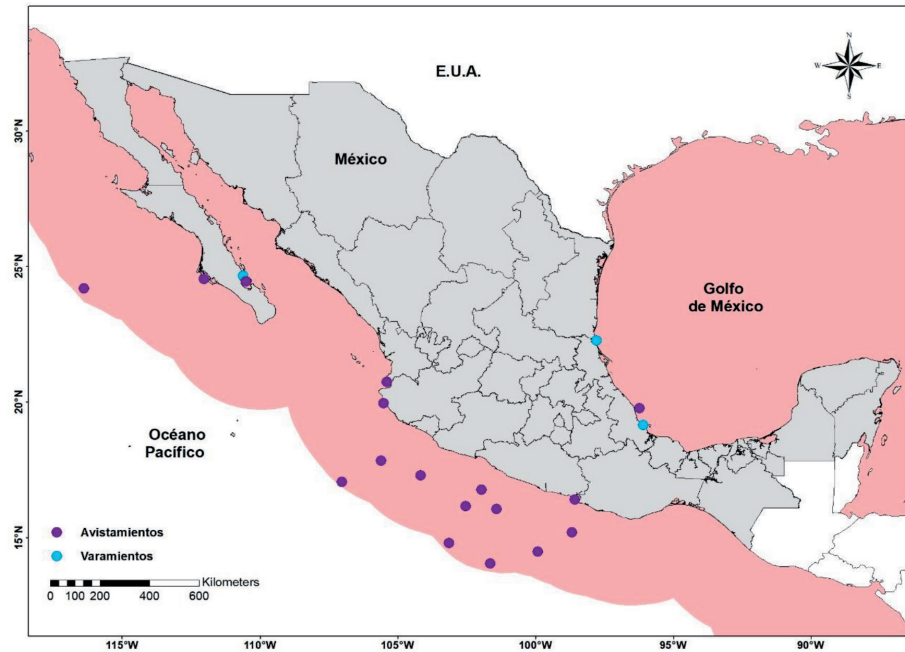 E.U.A.
N
W E
S
México
Golfo
de México
Océano
Pacífico
Avistamientos
Varamientos
Kilometers
0 100 200 400 600
30°N
25°N
20°N
15°N
115°W 110°W 105°W 100°W 95°W 90°W